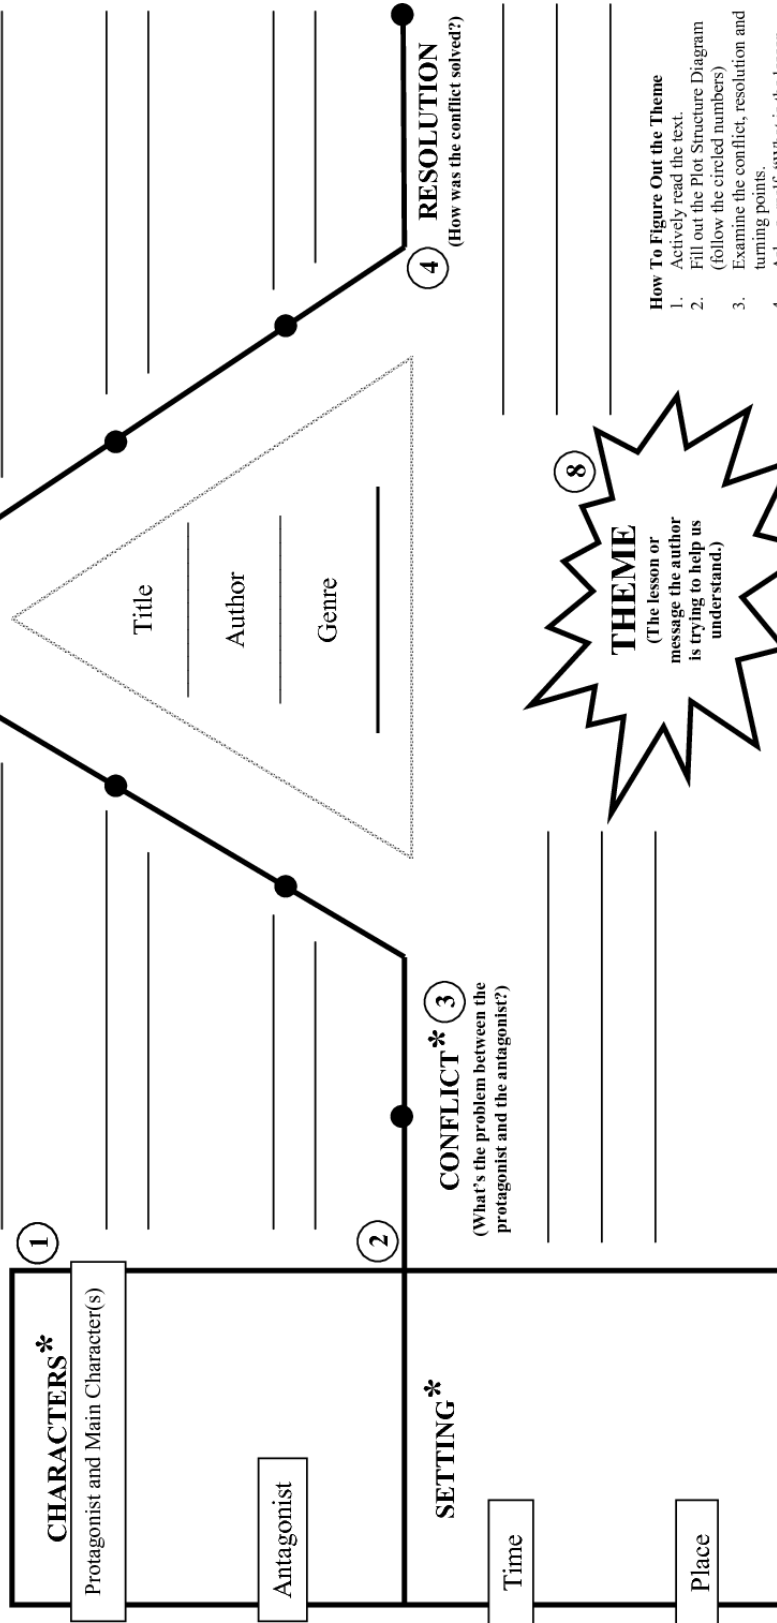 CHARACTERS*
1
Protagonist and Main Character(s)
Antagonist
2
SETTING*
Time
Place
CONFLICT*
3
(What's the problem between the
protagonist and the antagonist?)
Title
Author
Genre
4
RESOLUTION
(How was the conflict solved?)
8
THEME
(The lesson or
message the author
is trying to help us
understand.)
How To Figure Out the Theme
1. Actively read the text.
2. Fill out the Plot Structure Diagram
(follow the circled numbers)
3. Examine the conflict, resolution and
turning points.